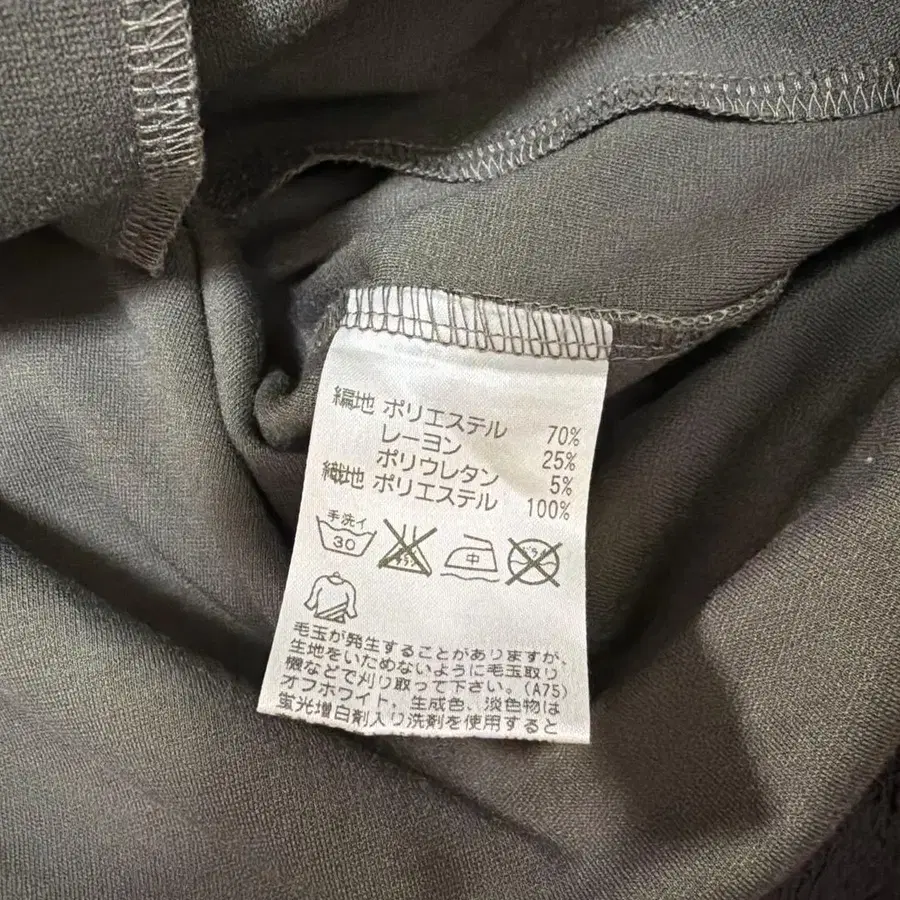 編地 ポリエステル 70%
レーヨン 25%
ポリウレタン 5%
織地 ポリエステル 100%
手洗イ
30
中
毛玉が発生することがありますが、
生地をいためないように毛玉取り
機などで刈り取って下さい。(A75)
オフホワイト、生成色、淡色物は
蛍光増白剤入り洗剤を使用すると